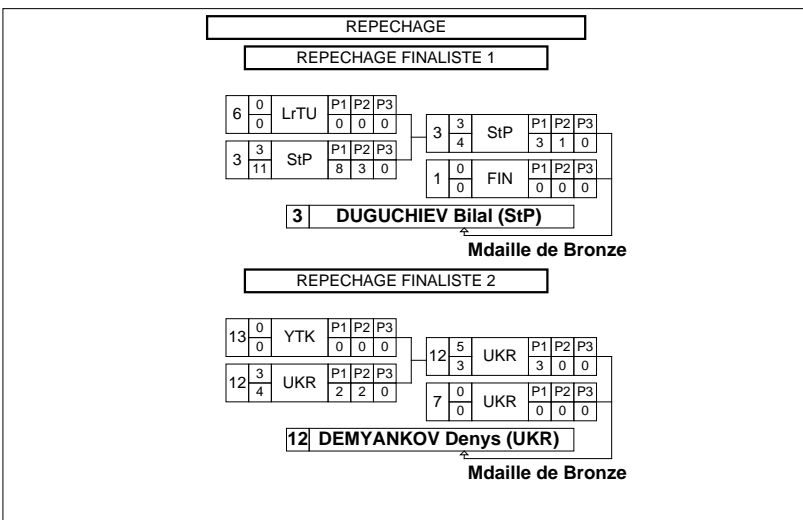 REPECHAGE
REPECHAGE FINALISTE 1
6 0 0 LrTU P1 P2 P3 0 0 0
3 3 11 StP P1 P2 P3 8 3 0
3 3 4 StP P1 P2 P3 3 1 0
1 0 0 FIN P1 P2 P3 0 0 0
3 DUGUCHIEV Bilal (StP)
Mdaille de Bronze
REPECHAGE FINALISTE 2
13 0 0 YTK P1 P2 P3 0 0 0
12 3 4 UKR P1 P2 P3 2 2 0
12 5 3 UKR P1 P2 P3 3 0 0
7 0 0 UKR P1 P2 P3 0 0 0
12 DEMYANKOV Denys (UKR)
Mdaille de Bronze